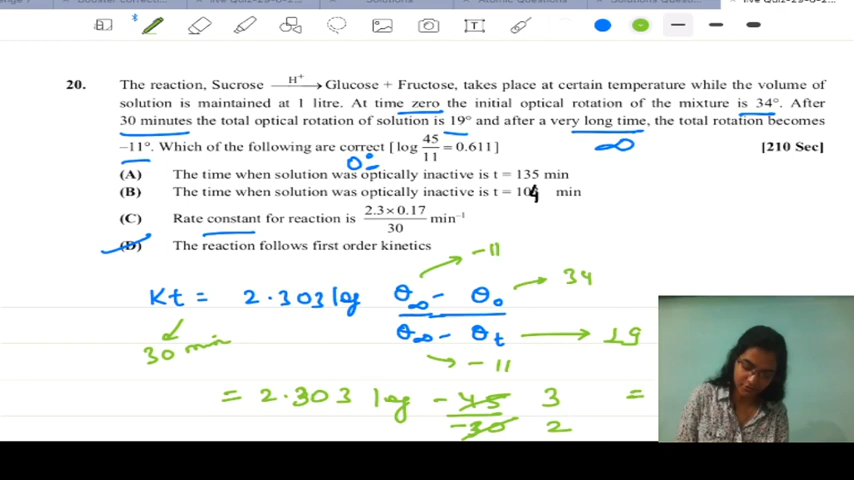 20. The reaction, Sucrose H⁺ → Glucose + Fructose, takes place at certain temperature while the volume of
solution is maintained at 1 litre. At time zero the initial optical rotation of the mixture is 34°. After
30 minutes the total optical rotation of solution is 19° and after a very long time, the total rotation becomes
–11°. Which of the following are correct [log 45/11 = 0.611] [210 Sec]
∞
0°
(A) The time when solution was optically inactive is t = 135 min
(B) The time when solution was optically inactive is t = 104 min
(C) Rate constant for reaction is 2.3×0.17/30 min⁻¹
(D) The reaction follows first order kinetics
Kt = 2.303 log θ∞ - θ₀ / θ∞ - θt
-11
34
30 min
19
-11
= 2.303 log -45/-30 3/2 =